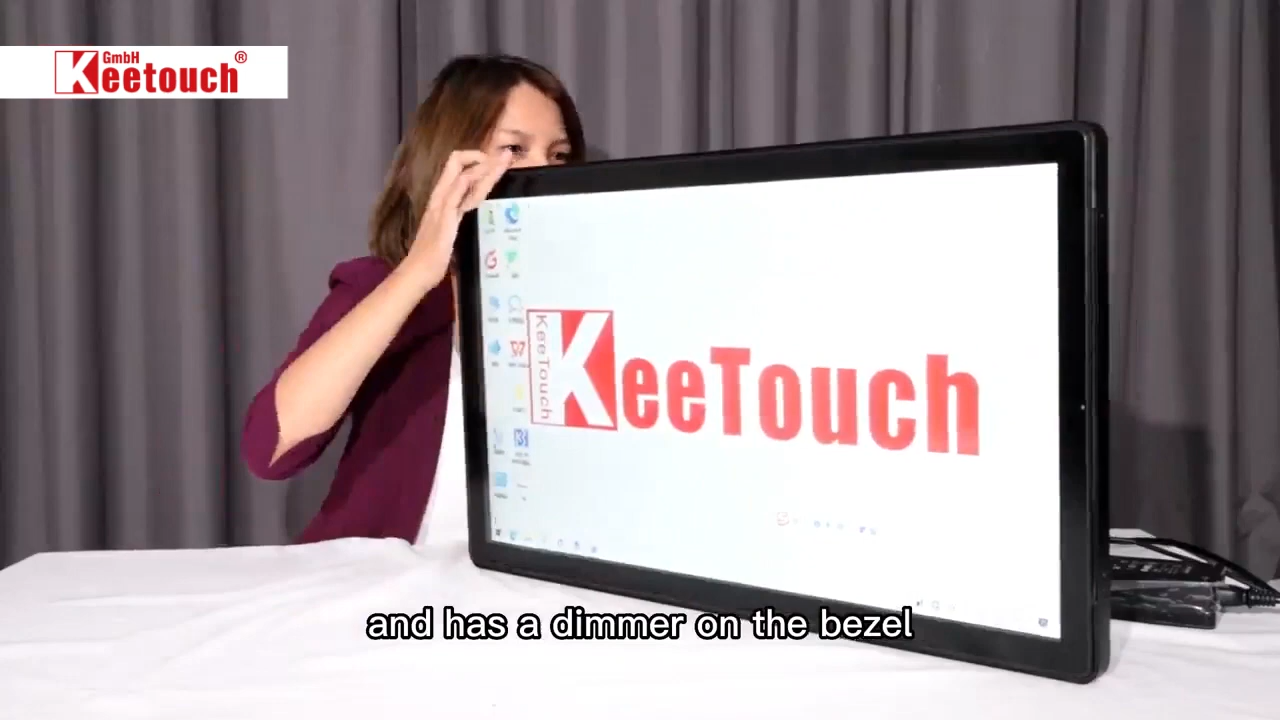 GmbH
Keetouch®
KeeTouch
KeeTouch
and has a dimmer on the bezel